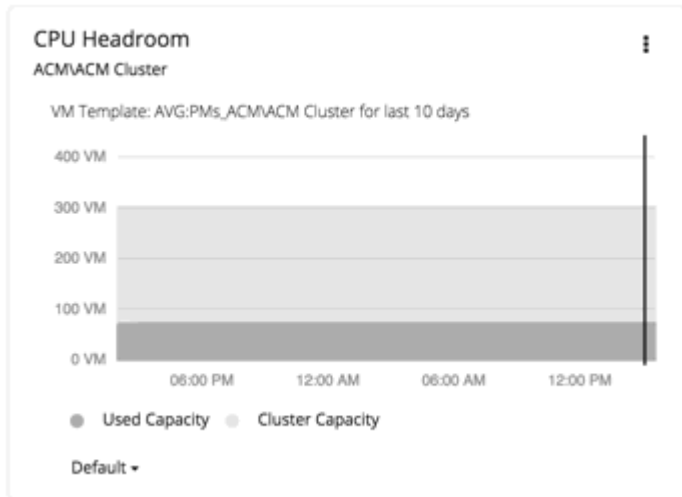 CPU Headroom
ACM\ACM Cluster
VM Template: AVG:PMs_ACM\ACM Cluster for last 10 days
400 VM
300 VM
200 VM
100 VM
0 VM
06:00 PM 12:00 AM 06:00 AM 12:00 PM
Used Capacity Cluster Capacity
Default